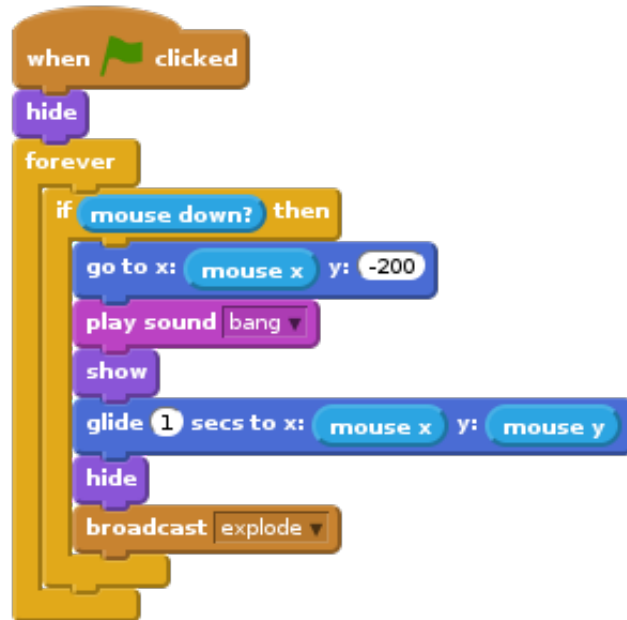 when clicked
hide
forever
if mouse down? then
go to x: mouse x y: -200
play sound bang
show
glide 1 secs to x: mouse x y: mouse y
hide
broadcast explode